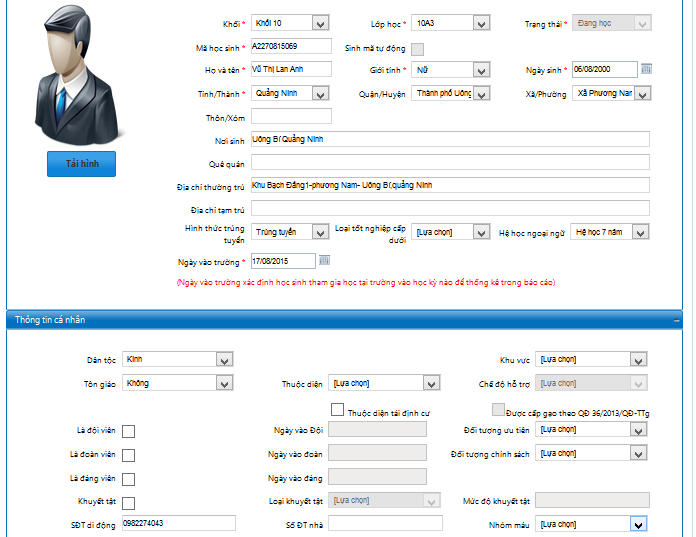 Khối * Khối 10 Lớp học * 10A3 Trạng thái * Đang học
Mã học sinh * A2270815069 Sinh mã tự động
Họ và tên * Vũ Thị Lan Anh Giới tính * Nữ Ngày sinh * 06/08/2000
Tỉnh/Thành * Quảng Ninh Quận/Huyện Thành phố Uông Xã/Phường Xã Phương Nam
Thôn/Xóm
Nơi sinh Uông Bí Quảng Ninh
Quê quán
Địa chỉ thường trú Khu Bạch Đằng1-phương Nam- Uông Bí,quảng Ninh
Địa chỉ tạm trú
Hình thức trúng tuyển Trúng tuyển Loại tốt nghiệp cấp dưới [Lựa chọn] Hệ học ngoại ngữ Hệ học 7 năm
Ngày vào trường * 17/08/2015
(Ngày vào trường xác định học sinh tham gia học tại trường vào học kỳ nào để thống kê trong báo cáo)
Tải hình
Thông tin cá nhân
Dân tộc Kinh Khu vực [Lựa chọn]
Tôn giáo Không Thuộc diện [Lựa chọn] Chế độ hỗ trợ [Lựa chọn]
Thuộc diện tái định cư Được cấp gạo theo QĐ 36/2013/QĐ-TTg
Là đội viên Ngày vào Đội Đối tượng ưu tiên [Lựa chọn]
Là đoàn viên Ngày vào đoàn Đối tượng chính sách [Lựa chọn]
Là đảng viên Ngày vào đảng
Khuyết tật Loại khuyết tật [Lựa chọn] Mức độ khuyết tật
SĐT di động 0982274043 Số ĐT nhà Nhóm máu [Lựa chọn]